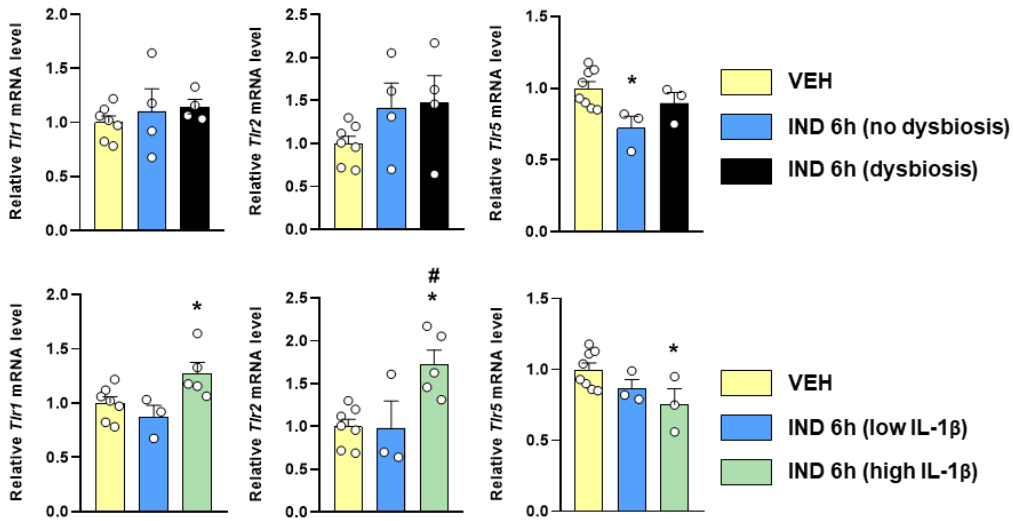 Relative Tlr1 mRNA level
2.0
1.5
1.0
0.5
0.0
Relative Tlr2 mRNA level
2.5
2.0
1.5
1.0
0.5
0.0
Relative Tlr5 mRNA level
1.5
1.0
0.5
0.0
*
VEH
IND 6h (no dysbiosis)
IND 6h (dysbiosis)
Relative Tlr1 mRNA level
2.0
1.5
1.0
0.5
0.0
*
Relative Tlr2 mRNA level
2.5
2.0
1.5
1.0
0.5
0.0
#
*
Relative Tlr5 mRNA level
1.5
1.0
0.5
0.0
*
VEH
IND 6h (low IL-1β)
IND 6h (high IL-1β)